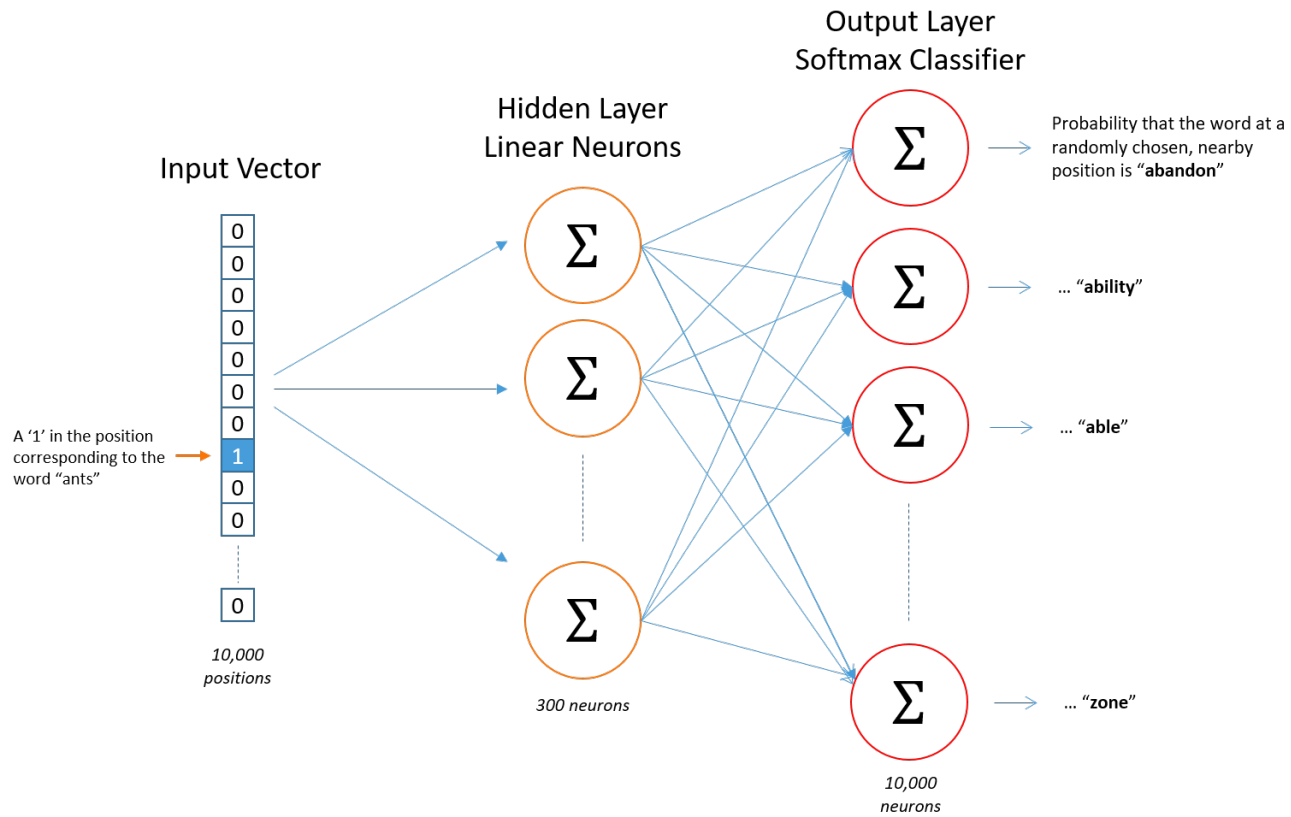 Output Layer
Softmax Classifier
Hidden Layer
Linear Neurons
Input Vector
0
0
0
0
0
0
0
1
0
0
0
A ‘1’ in the position
corresponding to the
word “ants”
10,000
positions
Σ
Σ
Σ
300 neurons
Σ
Σ
Σ
Σ
10,000
neurons
Probability that the word at a
randomly chosen, nearby
position is “abandon”
... “ability”
... “able”
... “zone”